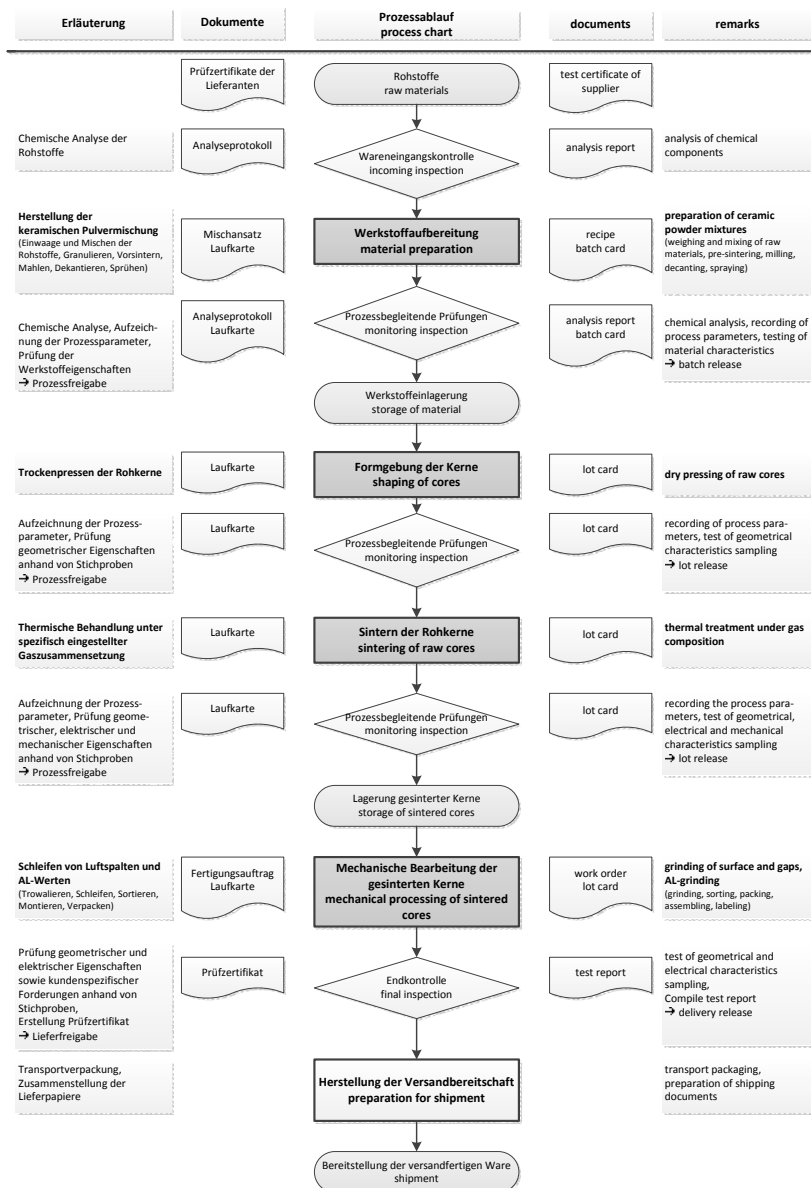 Erläuterung
Dokumente
Prozessablauf
process chart
documents
remarks
Prüfzertifikate der
Lieferanten
Rohstoffe
raw materials
test certificate of
supplier
Chemische Analyse der
Rohstoffe
Analyseprotokoll
Wareneingangskontrolle
incoming inspection
analysis report
analysis of chemical
components
Herstellung der
keramischen Pulvermischung
(Einwaage und Mischen der
Rohstoffe, Granulieren, Vorsintern,
Mahlen, Dekantieren, Sprühen)
Mischansatz
Laufkarte
Werkstoffaufbereitung
material preparation
recipe
batch card
preparation of ceramic
powder mixtures
(weighing and mixing of raw
materials, pre-sintering, milling,
decanting, spraying)
Chemische Analyse, Aufzeich-
nung der Prozessparameter,
Prüfung der
Werkstoffeigenschaften
→ Prozessfreigabe
Analyseprotokoll
Laufkarte
Prozessbegleitende Prüfungen
monitoring inspection
analysis report
batch card
chemical analysis, recording of
process parameters, testing of
material characteristics
→ batch release
Werkstoffeinlagerung
storage of material
Trockenpressen der Rohkerne
Laufkarte
Formgebung der Kerne
shaping of cores
lot card
dry pressing of raw cores
Aufzeichnung der Prozess-
parameter, Prüfung
geometrischer Eigenschaften
anhand von Stichproben
→ Prozessfreigabe
Laufkarte
Prozessbegleitende Prüfungen
monitoring inspection
lot card
recording of process para-
meters, test of geometrical
characteristics sampling
→ lot release
Thermische Behandlung unter
spezifisch eingestellter
Gaszusammensetzung
Laufkarte
Sintern der Rohkerne
sintering of raw cores
lot card
thermal treatment under gas
composition
Aufzeichnung der Prozess-
parameter, Prüfung geome-
trischer, elektrischer und
mechanischer Eigenschaften
anhand von Stichproben
→ Prozessfreigabe
Laufkarte
Prozessbegleitende Prüfungen
monitoring inspection
lot card
recording the process para-
meters, test of geometrical,
electrical and mechanical
characteristics sampling
→ lot release
Lagerung gesinterter Kerne
storage of sintered cores
Schleifen von Luftspalten und
AL-Werten
(Trowalieren, Schleifen, Sortieren,
Montieren, Verpacken)
Fertigungsauftrag
Laufkarte
Mechanische Bearbeitung der
gesinterten Kerne
mechanical processing of sintered
cores
work order
lot card
grinding of surface and gaps,
AL-grinding
(grinding, sorting, packing,
assembling, labeling)
Prüfung geometrischer und
elektrischer Eigenschaften
sowie kundenspezifischer
Forderungen anhand von
Stichproben,
Erstellung Prüfzertifikat
→ Lieferfreigabe
Prüfzertifikat
Endkontrolle
final inspection
test report
test of geometrical and
electrical characteristics
sampling,
Compile test report
→ delivery release
Transportverpackung,
Zusammenstellung der
Lieferpapiere
Herstellung der Versandbereitschaft
preparation for shipment
transport packaging,
preparation of shipping
documents
Bereitstellung der versandfertigen Ware
shipment